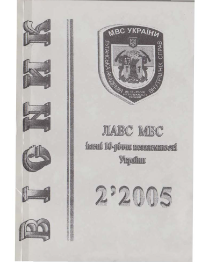 ВІСНИК
МВС УКРАЇНИ
ЛАВС МВС
імені 10-річчя незалежності
України
2'2005